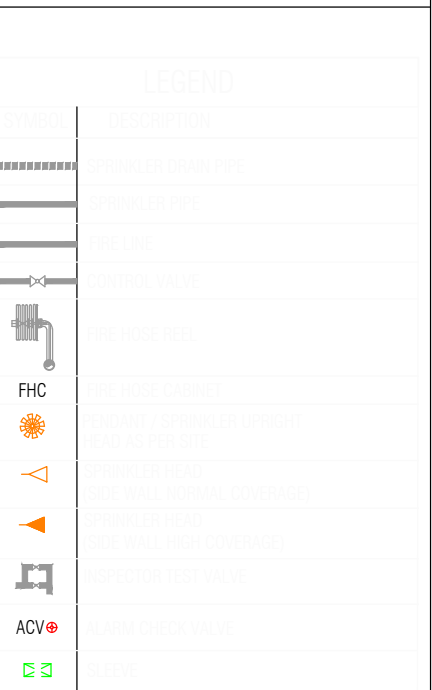 LEGEND
SYMBOL DESCRIPTION
SPRINKLER DRAIN PIPE
SPRINKLER PIPE
FIRE LINE
CONTROL VALVE
FIRE HOSE REEL
FHC FIRE HOSE CABINET
PENDANT / SPRINKLER UPRIGHT
HEAD AS PER SITE
SPRINKLER HEAD
(SIDE WALL NORMAL COVERAGE)
SPRINKLER HEAD
(SIDE WALL HIGH COVERAGE)
INSPECTOR TEST VALVE
ACV ALARM CHECK VALVE
SLEEVE